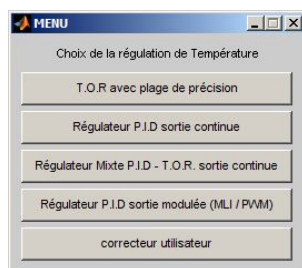 MENU
Choix de la régulation de Température
T.O.R avec plage de précision
Régulateur P.I.D sortie continue
Régulateur Mixte P.I.D - T.O.R. sortie continue
Régulateur P.I.D sortie modulée (MLI / PWM)
correcteur utilisateur